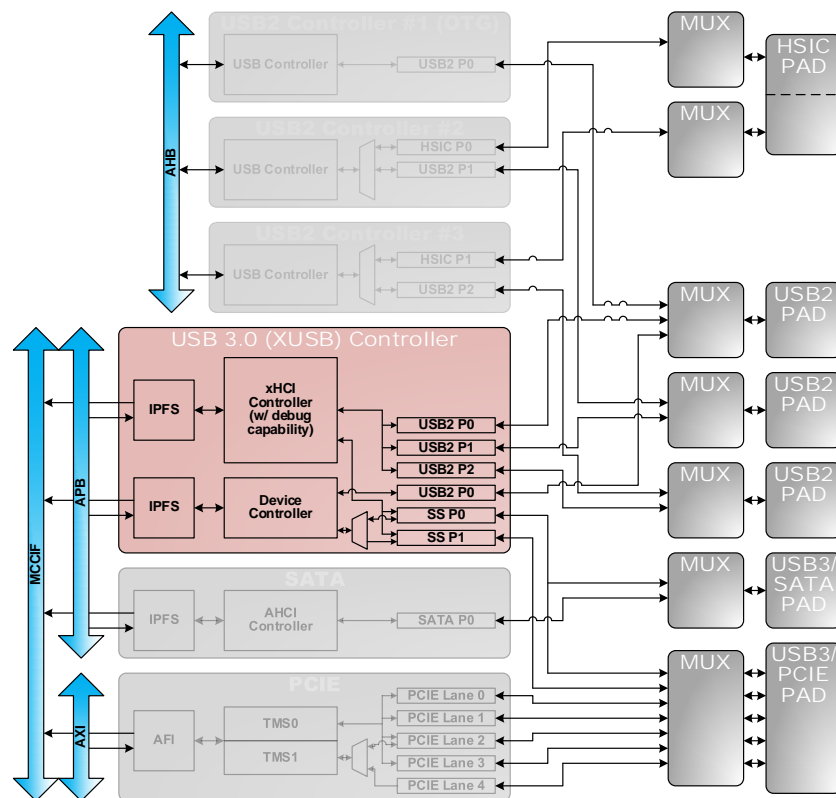 USB2 Controller #1 (OTG)
USB Controller
USB2 P0
USB2 Controller #2
USB Controller
HSIC P0
USB2 P1
USB2 Controller #3
USB Controller
HSIC P1
USB2 P2
AHB
USB 3.0 (XUSB) Controller
IPFS
xHCI
Controller
(w/ debug
capability)
USB2 P0
USB2 P1
USB2 P2
IPFS
Device
Controller
USB2 P0
SS P0
SS P1
APB
MCCIF
SATA
IPFS
AHCI
Controller
SATA P0
PCIE
AFI
TMS0
TMS1
PCIE Lane 0
PCIE Lane 1
PCIE Lane 2
PCIE Lane 3
PCIE Lane 4
AXI
MUX
HSIC
PAD
MUX
MUX
USB2
PAD
MUX
USB2
PAD
MUX
USB2
PAD
MUX
USB3/
SATA
PAD
MUX
USB3/
PCIE
PAD